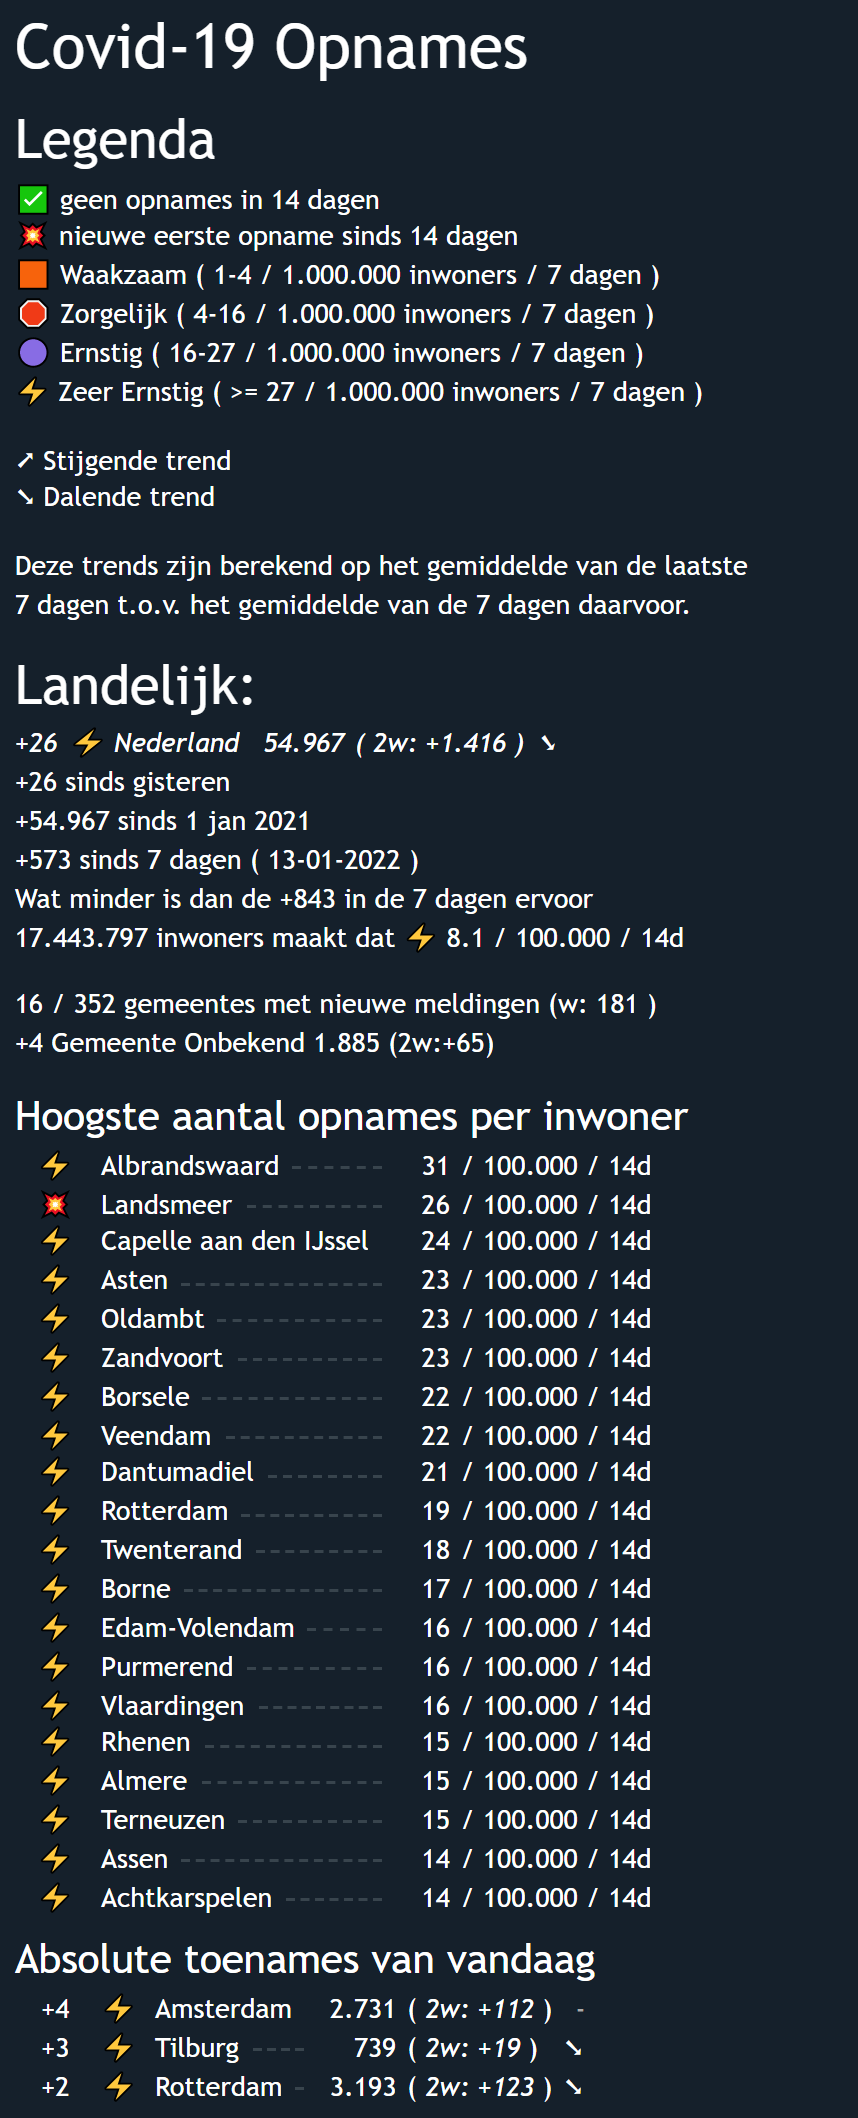 Covid-19 Opnames
Legenda
✅ geen opnames in 14 dagen
💥 nieuwe eerste opname sinds 14 dagen
🟧 Waakzaam ( 1-4 / 1.000.000 inwoners / 7 dagen )
🛑 Zorgelijk ( 4-16 / 1.000.000 inwoners / 7 dagen )
🟣 Ernstig ( 16-27 / 1.000.000 inwoners / 7 dagen )
⚡ Zeer Ernstig ( >= 27 / 1.000.000 inwoners / 7 dagen )
➚ Stijgende trend
➘ Dalende trend
Deze trends zijn berekend op het gemiddelde van de laatste
7 dagen t.o.v. het gemiddelde van de 7 dagen daarvoor.
Landelijk:
+26 ⚡ Nederland 54.967 ( 2w: +1.416 ) ➘
+26 sinds gisteren
+54.967 sinds 1 jan 2021
+573 sinds 7 dagen ( 13-01-2022 )
Wat minder is dan de +843 in de 7 dagen ervoor
17.443.797 inwoners maakt dat ⚡ 8.1 / 100.000 / 14d
16 / 352 gemeentes met nieuwe meldingen (w: 181 )
+4 Gemeente Onbekend 1.885 (2w:+65)
Hoogste aantal opnames per inwoner
⚡ Albrandswaard ------ 31 / 100.000 / 14d
💥 Landsmeer --------- 26 / 100.000 / 14d
⚡ Capelle aan den IJssel 24 / 100.000 / 14d
⚡ Asten -------------- 23 / 100.000 / 14d
⚡ Oldambt ----------- 23 / 100.000 / 14d
⚡ Zandvoort ---------- 23 / 100.000 / 14d
⚡ Borsele ------------ 22 / 100.000 / 14d
⚡ Veendam ----------- 22 / 100.000 / 14d
⚡ Dantumadiel -------- 21 / 100.000 / 14d
⚡ Rotterdam ---------- 19 / 100.000 / 14d
⚡ Twenterand --------- 18 / 100.000 / 14d
⚡ Borne -------------- 17 / 100.000 / 14d
⚡ Edam-Volendam ----- 16 / 100.000 / 14d
⚡ Purmerend --------- 16 / 100.000 / 14d
⚡ Vlaardingen --------- 16 / 100.000 / 14d
⚡ Rhenen ------------ 15 / 100.000 / 14d
⚡ Almere ------------ 15 / 100.000 / 14d
⚡ Terneuzen ---------- 15 / 100.000 / 14d
⚡ Assen -------------- 14 / 100.000 / 14d
⚡ Achtkarspelen ------- 14 / 100.000 / 14d
Absolute toenames van vandaag
+4 ⚡ Amsterdam 2.731 ( 2w: +112 ) -
+3 ⚡ Tilburg ---- 739 ( 2w: +19 ) ➘
+2 ⚡ Rotterdam - 3.193 ( 2w: +123 ) ➘